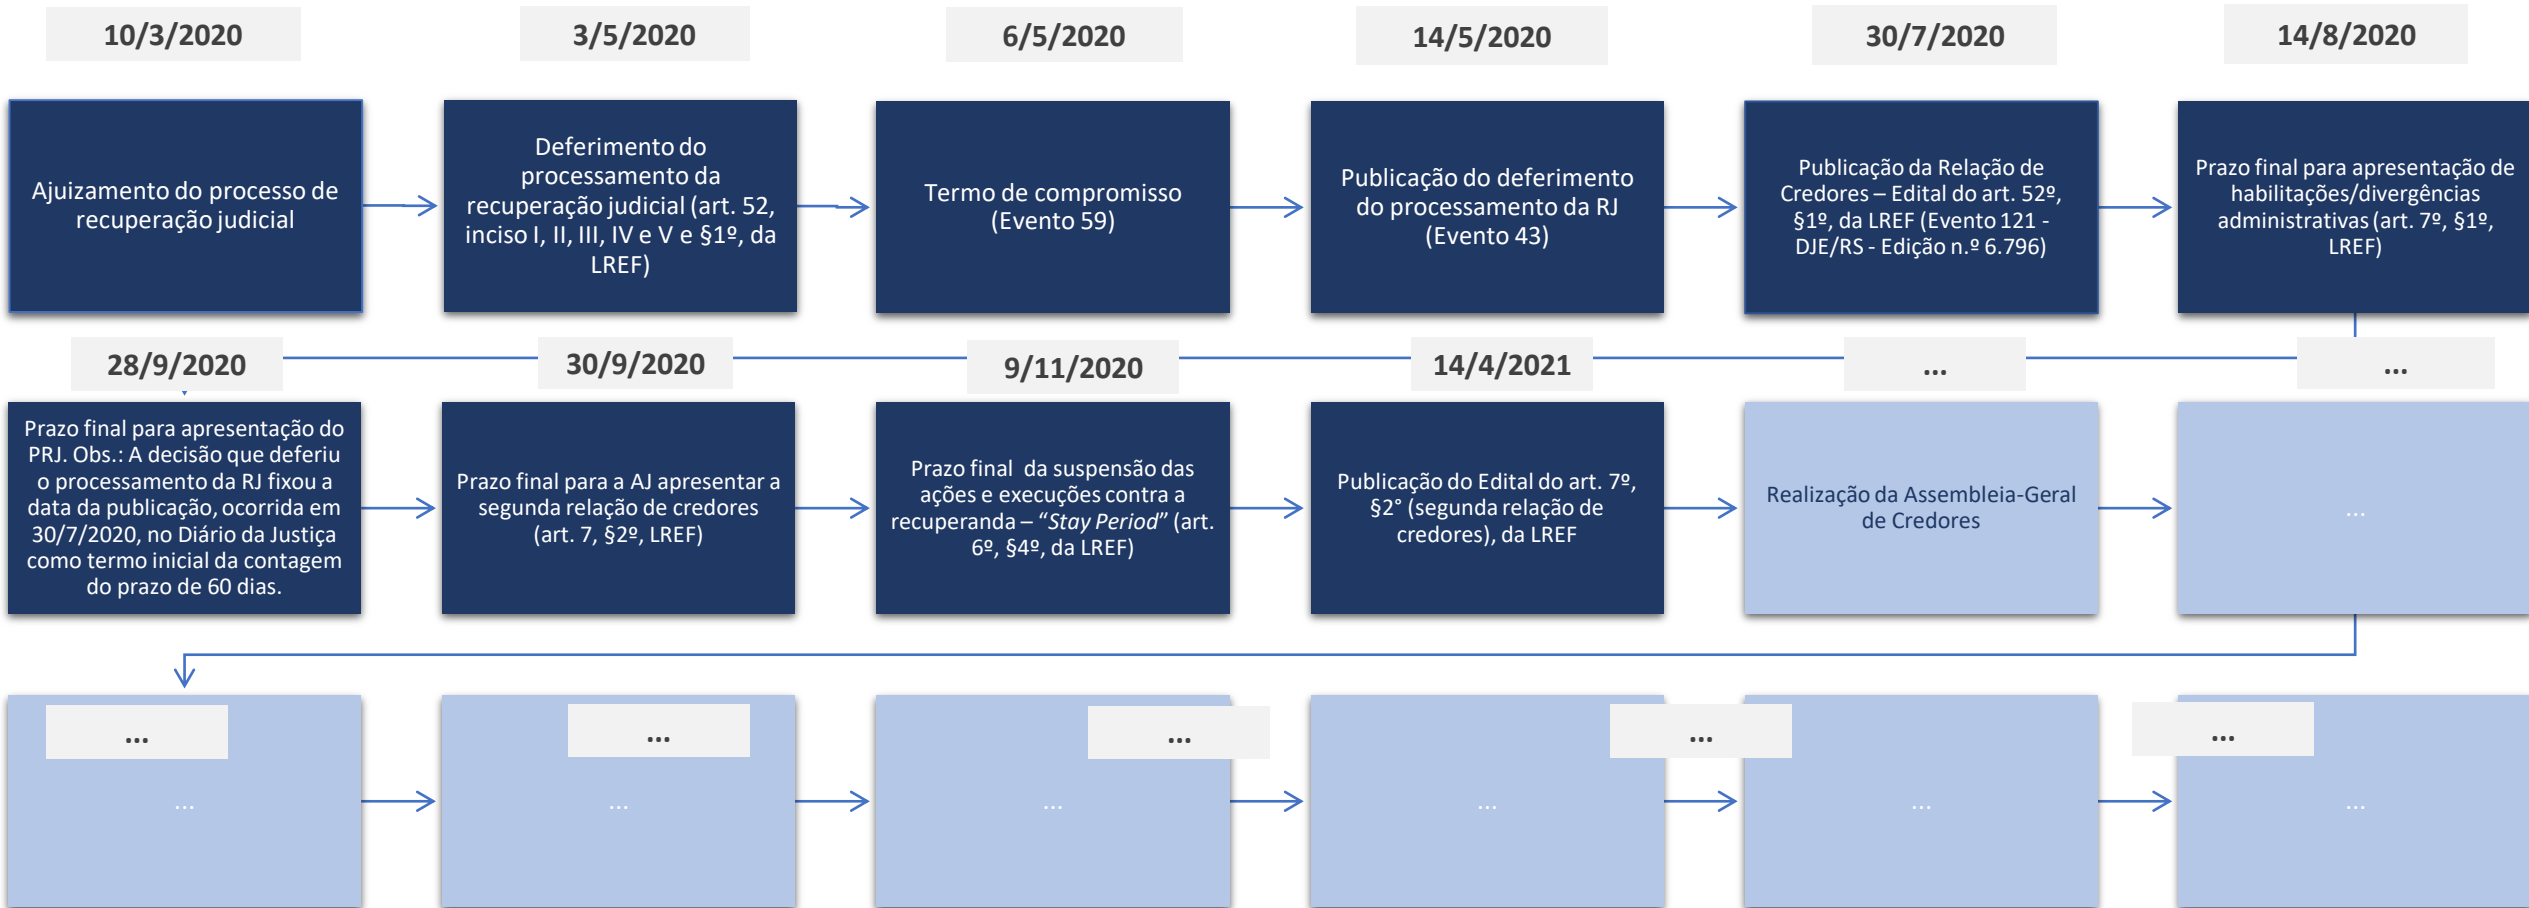 10/3/2020
3/5/2020
6/5/2020
14/5/2020
30/7/2020
14/8/2020
Ajuizamento do processo de
recuperação judicial
Deferimento do
processamento da
recuperação judicial (art. 52,
inciso I, II, III, IV e V e §1º, da
LREF)
Termo de compromisso
(Evento 59)
Publicação do deferimento
do processamento da RJ
(Evento 43)
Publicação da Relação de
Credores – Edital do art. 52º,
§1º, da LREF (Evento 121 -
DJE/RS - Edição n.º 6.796)
Prazo final para apresentação de
habilitações/divergências
administrativas (art. 7º, §1º,
LREF)
28/9/2020
30/9/2020
9/11/2020
14/4/2021
...
...
Prazo final para apresentação do
PRJ. Obs.: A decisão que deferiu
o processamento da RJ fixou a
data da publicação, ocorrida em
30/7/2020, no Diário da Justiça
como termo inicial da contagem
do prazo de 60 dias.
Prazo final para a AJ apresentar a
segunda relação de credores
(art. 7, §2º, LREF)
Prazo final  da suspensão das
ações e execuções contra a
recuperanda – “Stay Period” (art.
6º, §4º, da LREF)
Publicação do Edital do art. 7º,
§2° (segunda relação de
credores), da LREF
Realização da Assembleia-Geral
de Credores
...
...
...
...
...
...
...
...
...
...
...
...